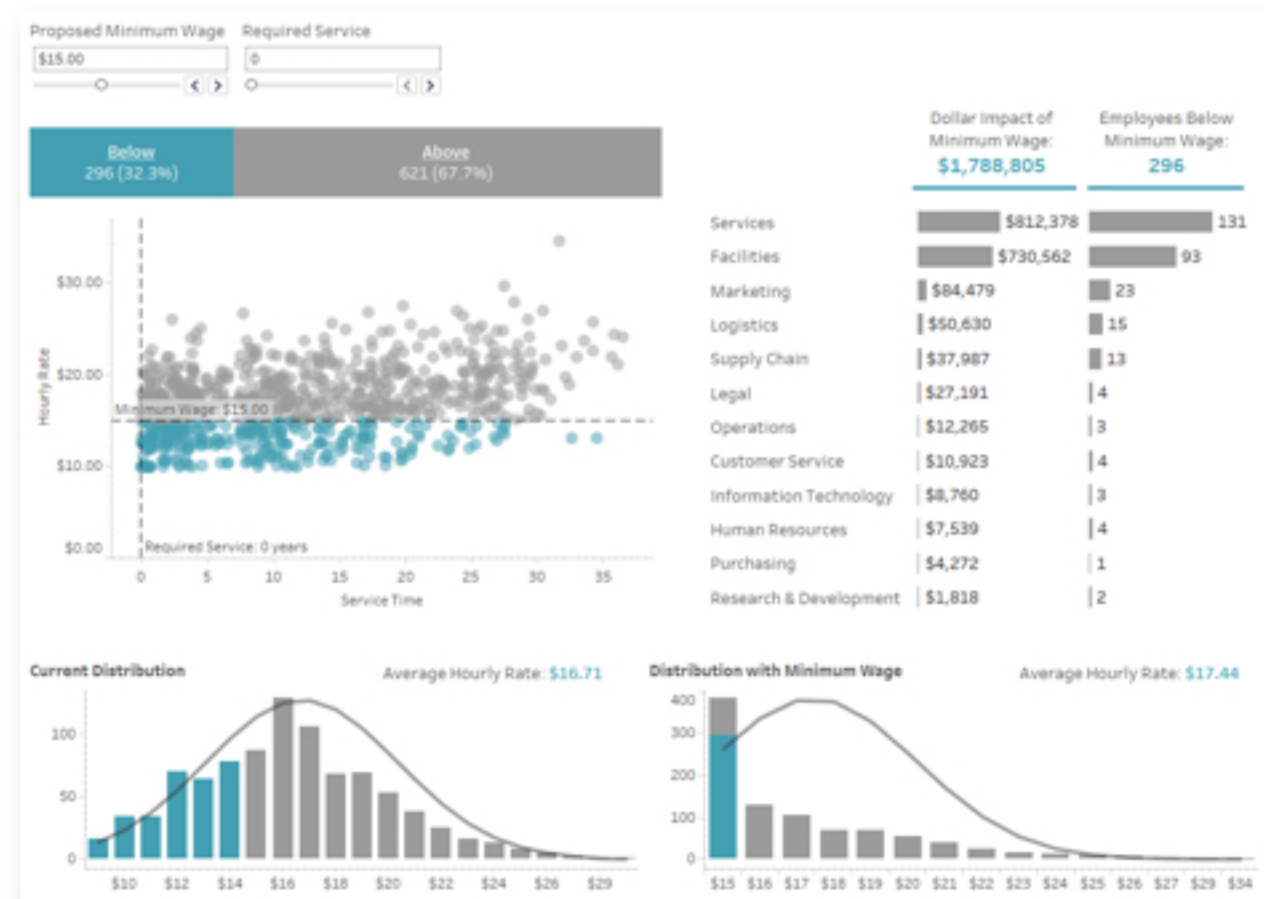 Proposed Minimum Wage Required Service
$15.00 0
Below Above
296 (32.3%) 621 (67.7%)
Dollar Impact of Minimum Wage: $1,788,805
Employees Below Minimum Wage: 296
Hourly Rate
$30.00
$20.00
Minimum Wage: $15.00
$10.00
$0.00
Required Service: 0 years
0 5 10 15 20 25 30 35
Service Time
Services $812,378 131
Facilities $730,562 93
Marketing $84,479 23
Logistics $50,630 15
Supply Chain $37,987 13
Legal $27,191 4
Operations $12,265 3
Customer Service $10,923 4
Information Technology $8,760 3
Human Resources $7,539 4
Purchasing $4,272 1
Research & Development $1,818 2
Current Distribution Average Hourly Rate: $16.71
100
50
0
$10 $12 $14 $16 $18 $20 $22 $24 $26 $29
Distribution with Minimum Wage Average Hourly Rate: $17.44
400
300
200
100
0
$15 $16 $17 $18 $19 $20 $21 $22 $23 $24 $25 $26 $27 $29 $34